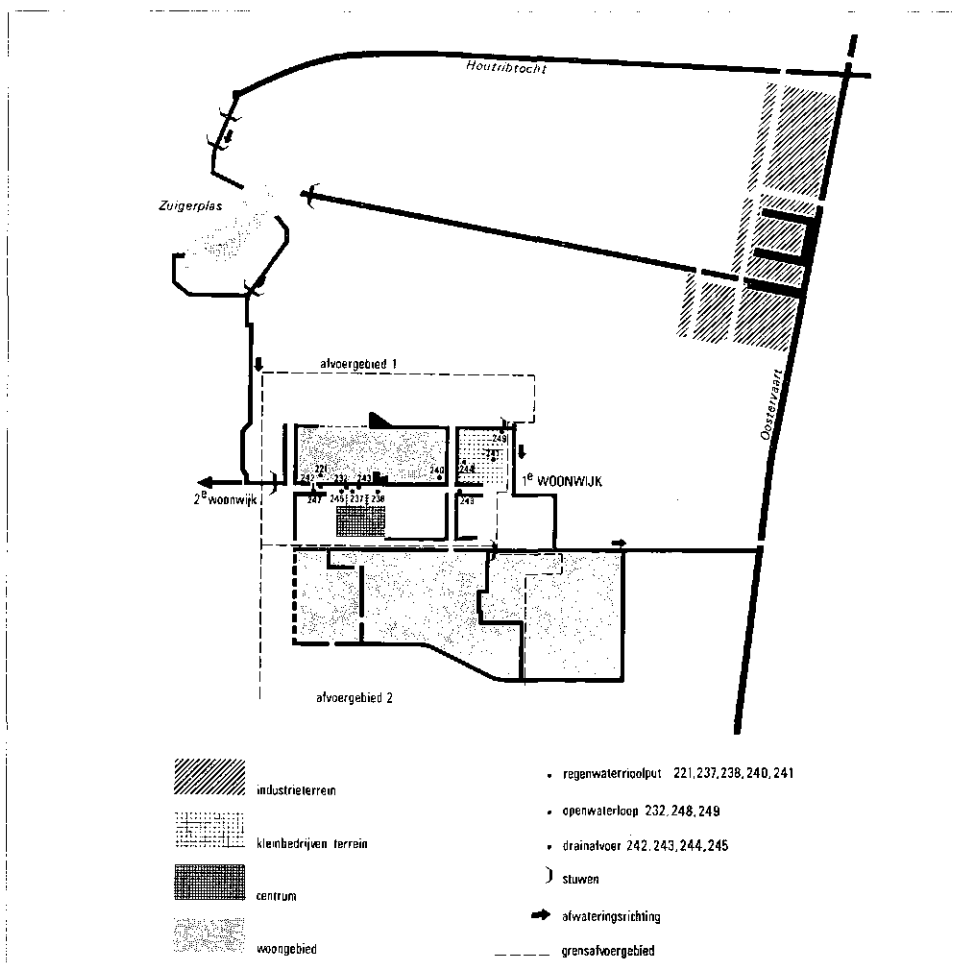 Houtribtocht
Zuigerplas
Oostervaart
afvoergebied 1
249
241
221
244
240
242
232 243
1e WOONWIJK
2e woonwijk
247
245 237 238
248
afvoergebied 2
industrieterrein
kleinbedrijven terrein
centrum
woongebied
• regenwaterrioolput 221,237,238,240,241
• openwaterloop 232,248,249
• drainafvoer 242,243,244,245
stuwen
afwateringsrichting
grensafvoergebied